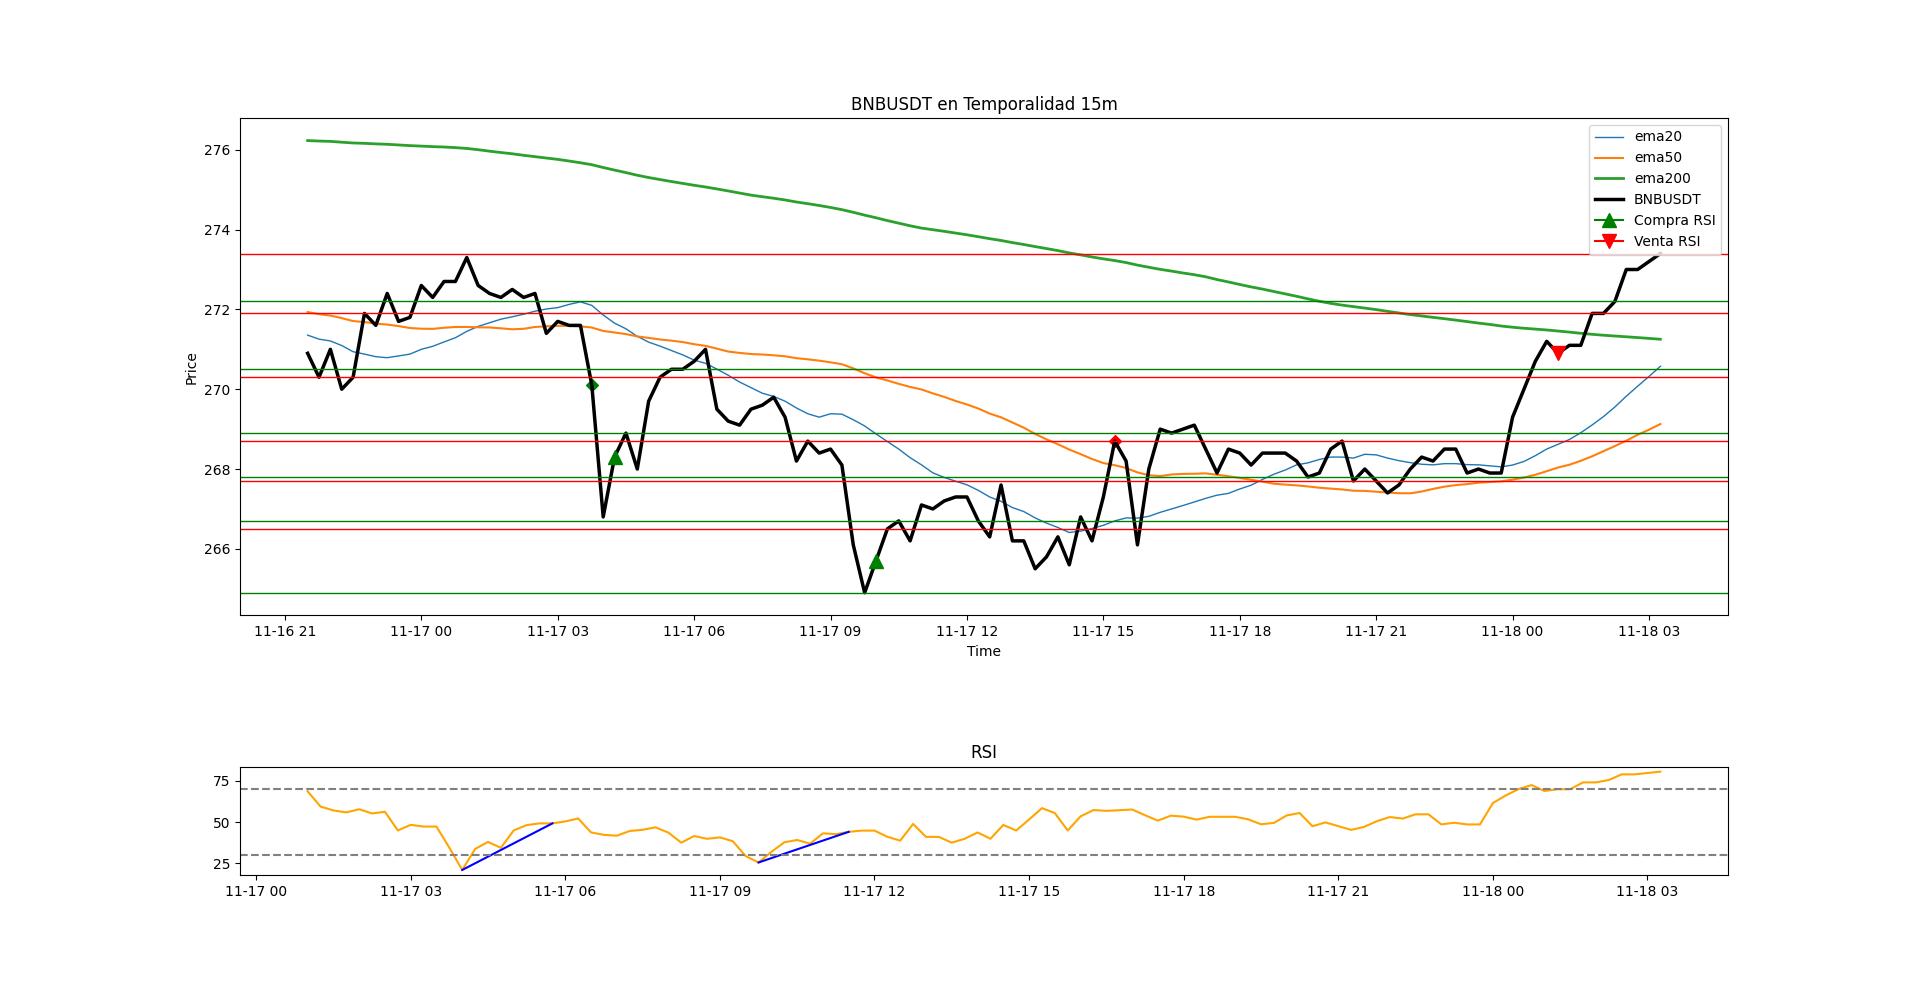 BNBUSDT en Temporalidad 15m
276
274
272
270
268
266
Price
ema20
ema50
ema200
BNBUSDT
Compra RSI
Venta RSI
11-16 21 11-17 00 11-17 03 11-17 06 11-17 09 11-17 12 11-17 15 11-17 18 11-17 21 11-18 00 11-18 03
Time
RSI
75
50
25
11-17 00 11-17 03 11-17 06 11-17 09 11-17 12 11-17 15 11-17 18 11-17 21 11-18 00 11-18 03